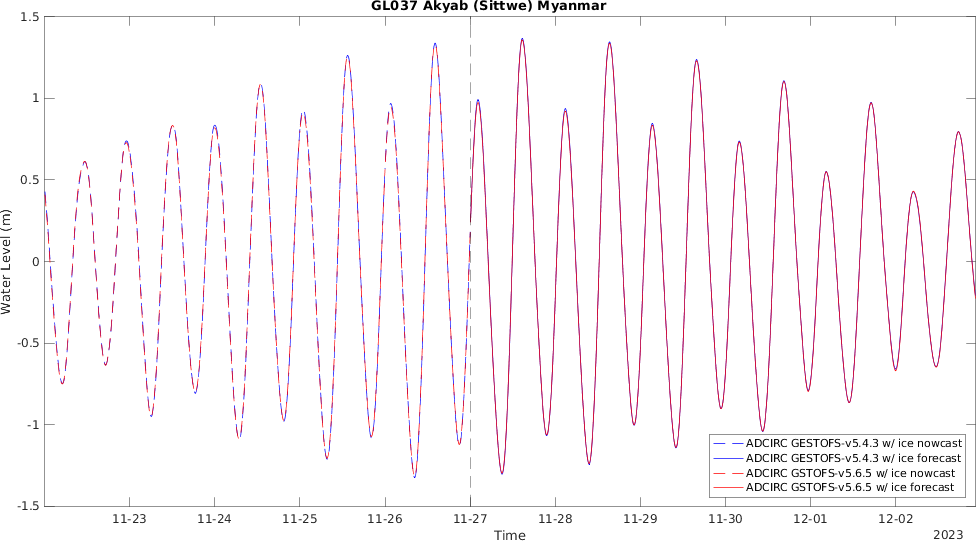 GL037 Akyab (Sittwe) Myanmar
1.5
1
0.5
0
-0.5
-1
-1.5
Water Level (m)
11-23
11-24
11-25
11-26
11-27
11-28
11-29
11-30
12-01
12-02
Time
2023
ADCIRC GESTOFS-v5.4.3 w/ ice nowcast
ADCIRC GESTOFS-v5.4.3 w/ ice forecast
ADCIRC GSTOFS-v5.6.5 w/ ice nowcast
ADCIRC GSTOFS-v5.6.5 w/ ice forecast